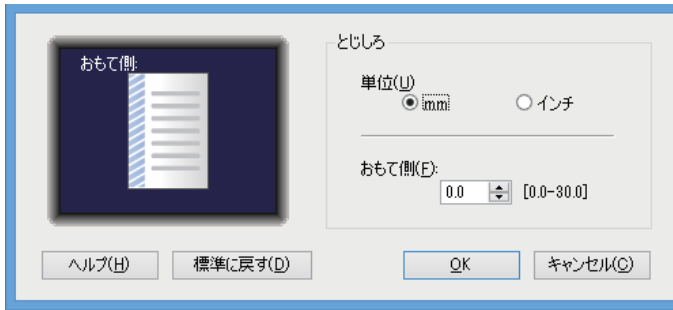 おもて側:
とじしろ
単位(U)
mm
インチ
おもて側(F):
0.0 [0.0-30.0]
ヘルプ(H) 標準に戻す(D) OK キャンセル(C)